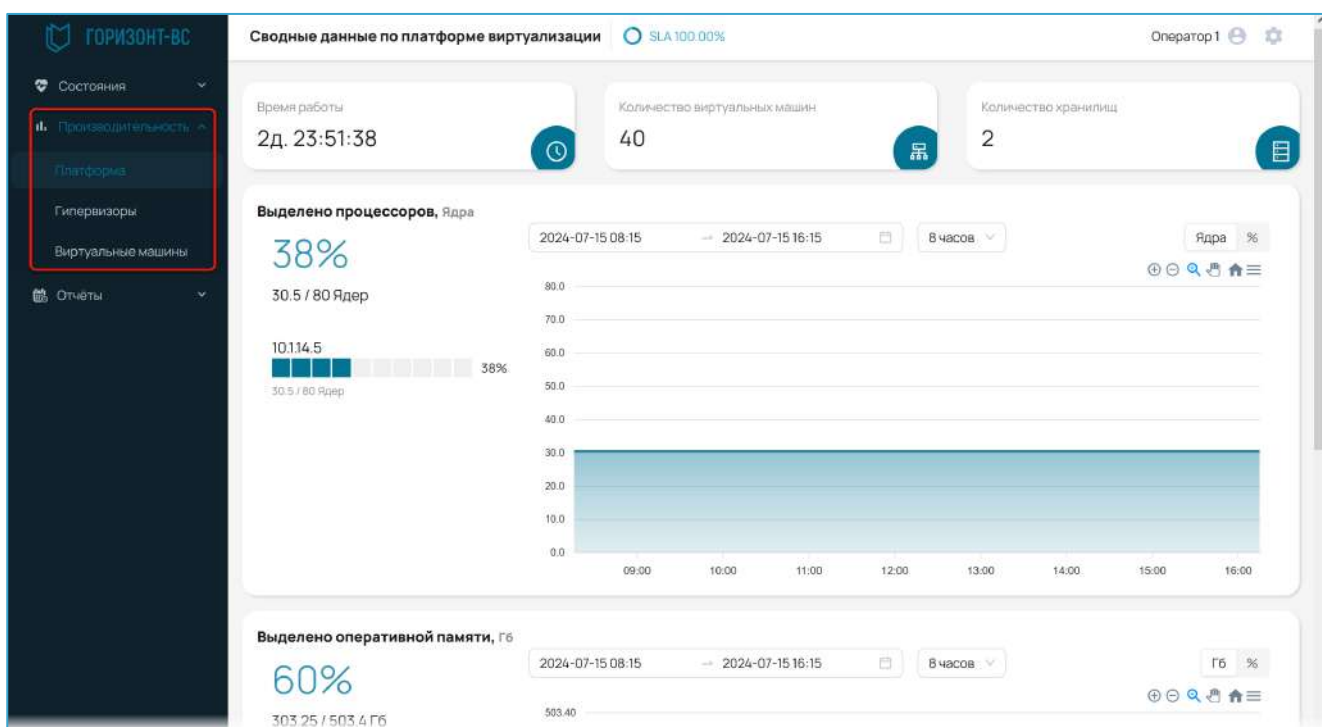 ГОРИЗОНТ-ВС
Сводные данные по платформе виртуализации
SLA 100.00%
Оператор 1
Состояния
Производительность
Платформа
Гипервизоры
Виртуальные машины
Отчёты
Время работы
2д. 23:51:38
Количество виртуальных машин
40
Количество хранилищ
2
Выделено процессоров, Ядра
38%
30.5 / 80 Ядер
10.1.14.5
38%
30.5 / 80 Ядер
2024-07-15 08:15 → 2024-07-15 16:15
8 часов
Ядра %
80.0
70.0
60.0
50.0
40.0
30.0
20.0
10.0
0.0
09:00 10:00 11:00 12:00 13:00 14:00 15:00 16:00
Выделено оперативной памяти, Гб
60%
303.25 / 503.4 Гб
2024-07-15 08:15 → 2024-07-15 16:15
8 часов
Гб %
503.40